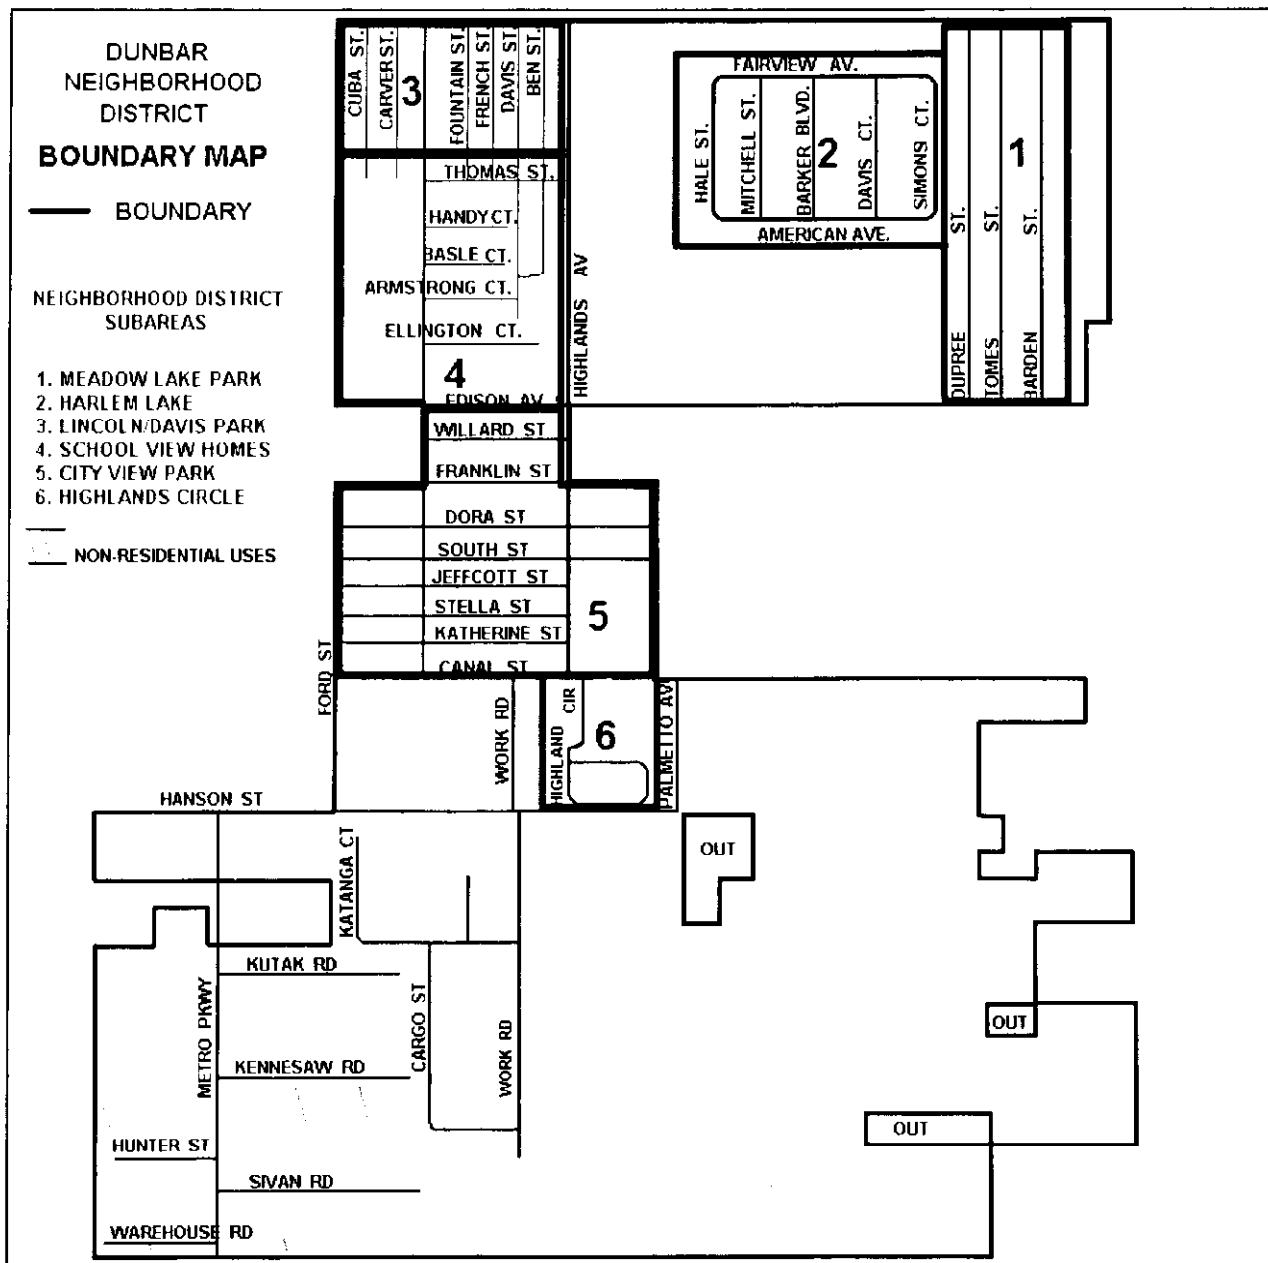 DUNBAR
NEIGHBORHOOD
DISTRICT
BOUNDARY MAP
BOUNDARY
NEIGHBORHOOD DISTRICT
SUBAREAS
1. MEADOW LAKE PARK
2. HARLEM LAKE
3. LINCOLN/DAVIS PARK
4. SCHOOL VIEW HOMES
5. CITY VIEW PARK
6. HIGHLANDS CIRCLE
NON-RESIDENTIAL USES
CUBA ST.
CARVER ST.
3
FOUNTAIN ST.
FRENCH ST.
DAVIS ST.
BEN ST.
THOMAS ST.
HANDY CT.
BASLE CT.
ARMSTRONG CT.
ELLINGTON CT.
4
EDISON AV
HIGHLANDS AV
FAIRVIEW AV.
HALE ST.
MITCHELL ST.
BARKER BLVD.
2
DAVIS CT.
SIMONS CT.
AMERICAN AVE.
1
DUPREE ST.
TOMES ST.
BARDEN ST.
WILLARD ST
FRANKLIN ST
DORA ST
SOUTH ST
JEFFCOTT ST
STELLA ST
KATHERINE ST
CANAL ST
5
FORD ST
WORK RD
HIGHLAND CIR
6
PALMETTO AV
HANSON ST
KATANGA CT
OUT
KUTAK RD
METRO PKWY
CARGO ST
WORK RD
OUT
KENNESAW RD
HUNTER ST
OUT
SIVAN RD
WAREHOUSE RD